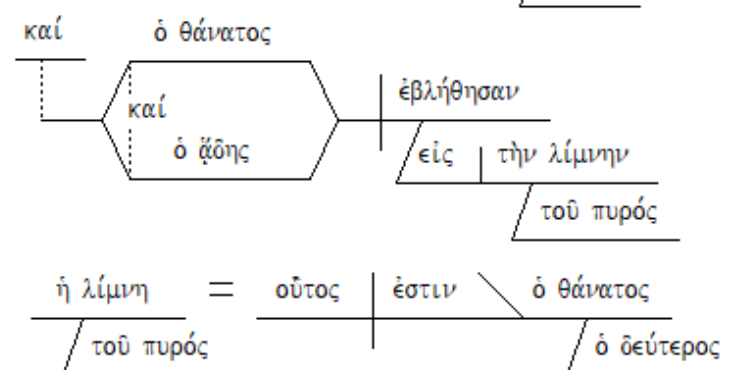 καί
ὁ θάνατος
ἐβλήθησαν
καί
ὁ ᾅδης
εἰς τὴν λίμνην
τοῦ πυρός
ἡ λίμνη = οὗτος ἐστιν ὁ θάνατος
τοῦ πυρός ὁ δεύτερος